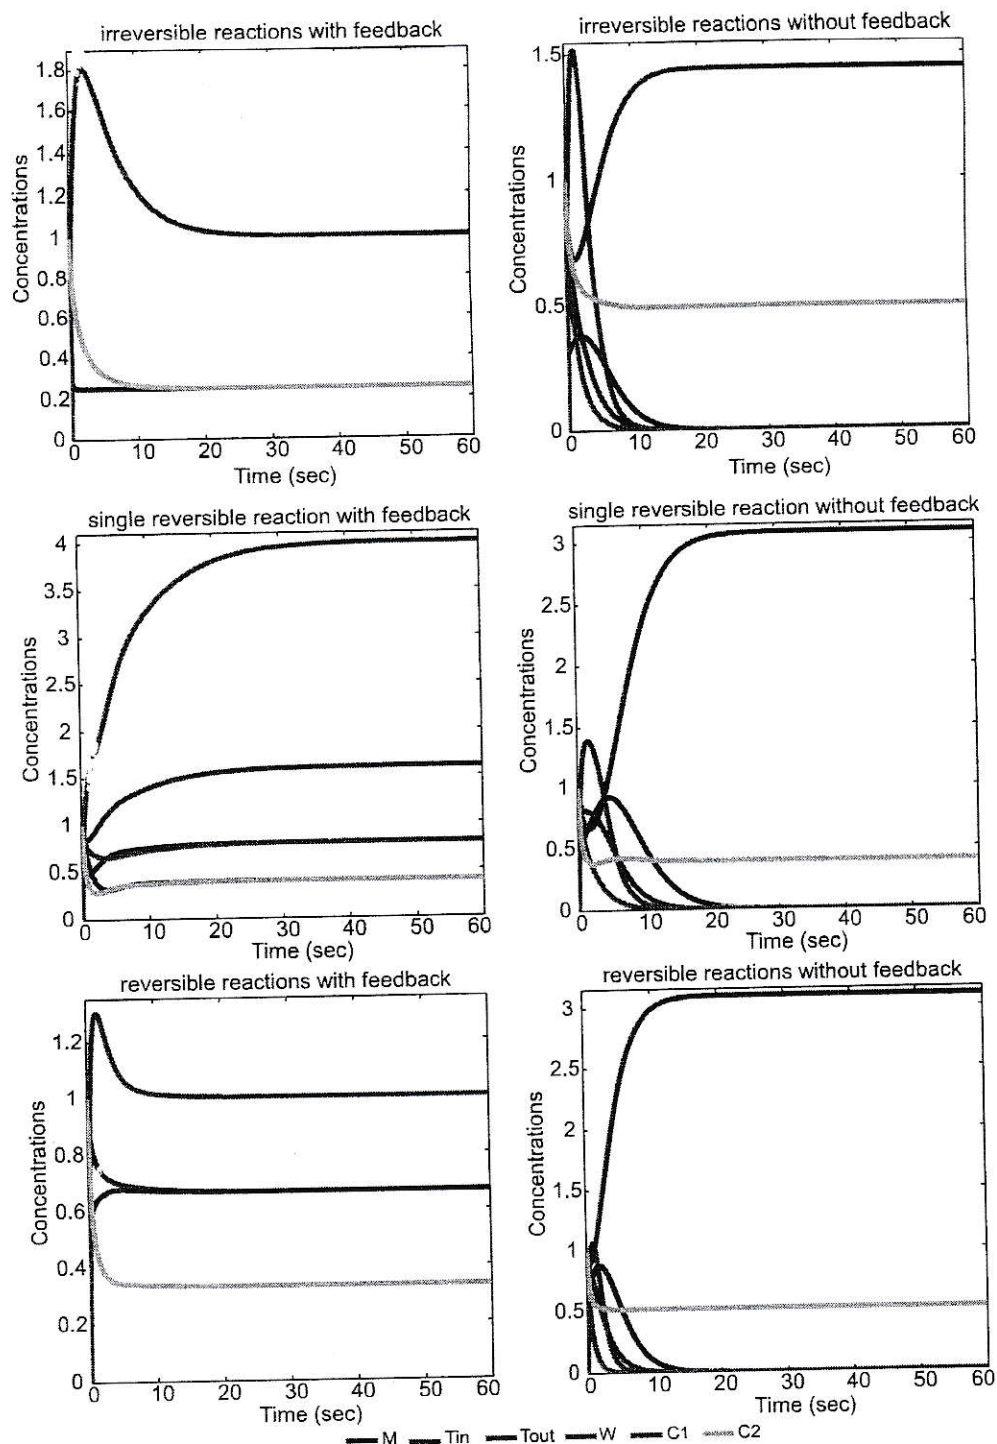 irreversible reactions with feedback
1.8
1.6
1.4
1.2
1
0.8
0.6
0.4
0.2
0
Concentrations
0 10 20 30 40 50 60
Time (sec)
irreversible reactions without feedback
1.5
1
0.5
0
Concentrations
0 10 20 30 40 50 60
Time (sec)
single reversible reaction with feedback
4
3.5
3
2.5
2
1.5
1
0.5
0
Concentrations
0 10 20 30 40 50 60
Time (sec)
single reversible reaction without feedback
3
2.5
2
1.5
1
0.5
0
Concentrations
0 10 20 30 40 50 60
Time (sec)
reversible reactions with feedback
1.2
1
0.8
0.6
0.4
0.2
0
Concentrations
0 10 20 30 40 50 60
Time (sec)
reversible reactions without feedback
3
2.5
2
1.5
1
0.5
0
Concentrations
0 10 20 30 40 50 60
Time (sec)
M Tin Tout W C1 C2